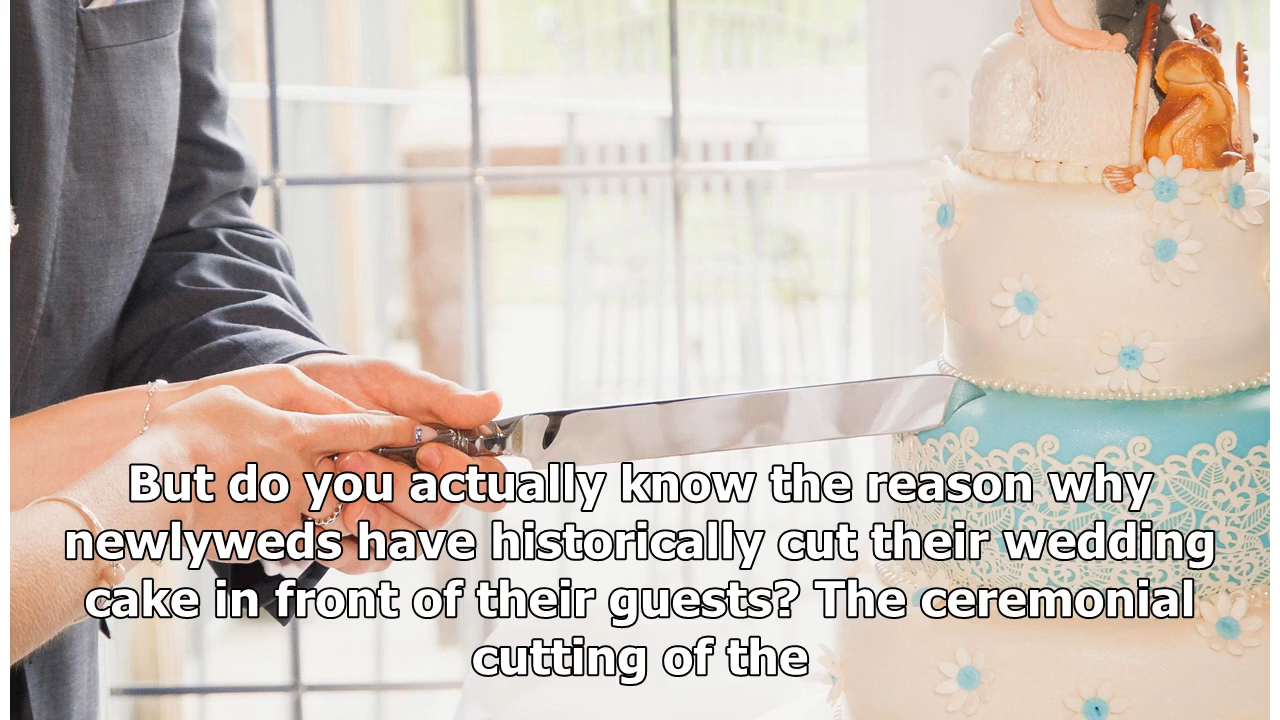 But do you actually know the reason why
newlyweds have historically cut their wedding
cake in front of their guests? The ceremonial
cutting of the